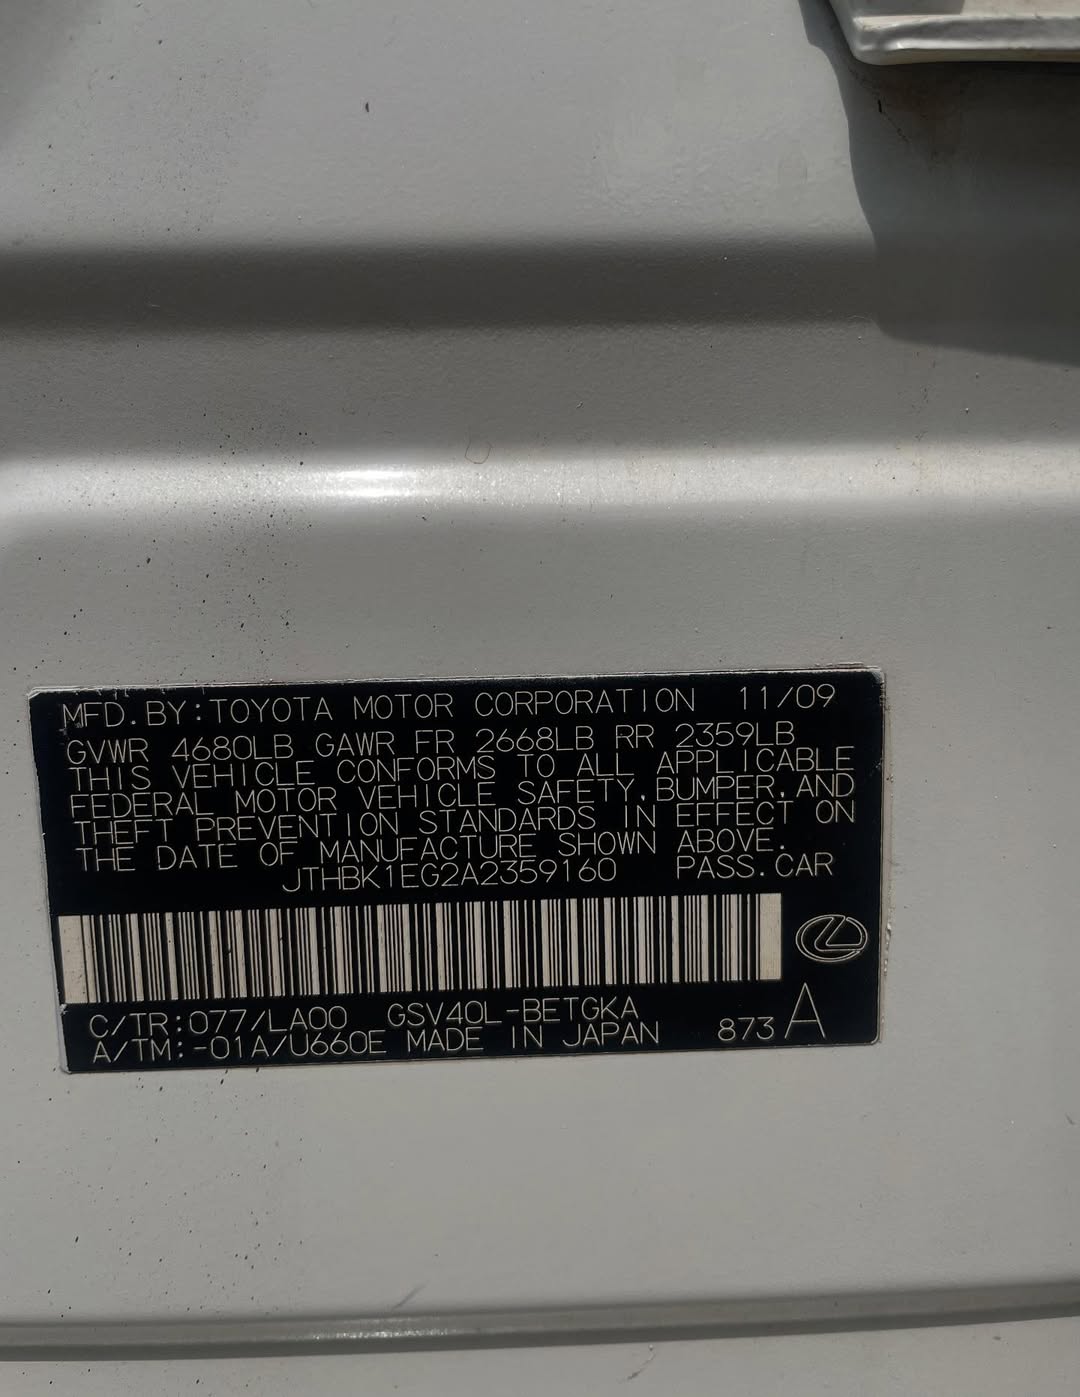 MFD.BY:TOYOTA MOTOR CORPORATION 11/09
GVWR 4680LB GAWR FR 2668LB RR 2359LB
THIS VEHICLE CONFORMS TO ALL APPLICABLE
FEDERAL MOTOR VEHICLE SAFETY,BUMPER,AND
THEFT PREVENTION STANDARDS IN EFFECT ON
THE DATE OF MANUFACTURE SHOWN ABOVE.
JTHBK1EG2A2359160 PASS.CAR
C/TR:077/LA00 GSV40L-BETGKA
A/TM:-01A/U660E MADE IN JAPAN 873 A